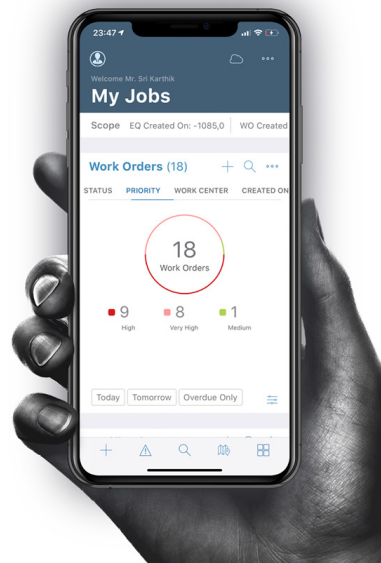 23:47
Welcome Mr. Sri Karthik
My Jobs
Scope EQ Created On: -1085,0 WO Created
Work Orders (18)
STATUS PRIORITY WORK CENTER CREATED ON
18
Work Orders
9 8 1
High Very High Medium
Today Tomorrow Overdue Only